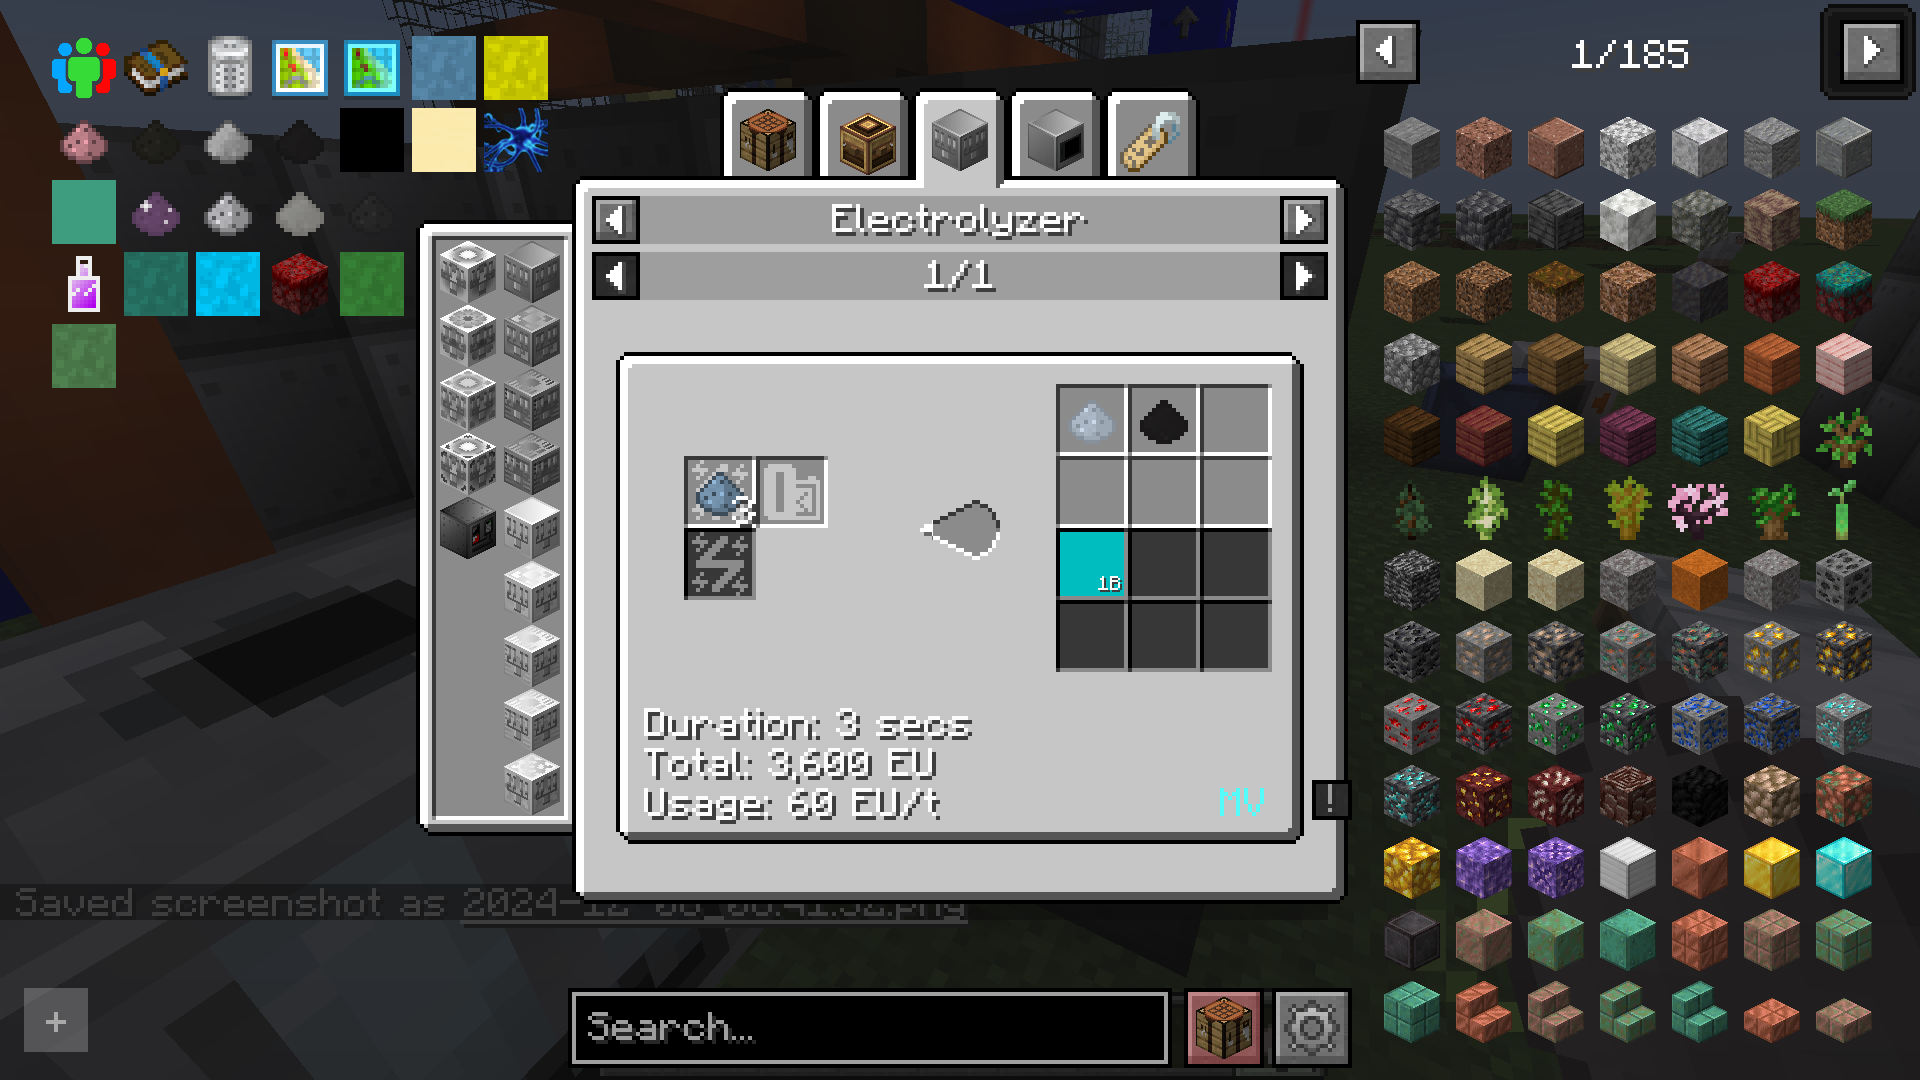 1/185
Electrolyzer
1/1
3
1B
Duration: 3 secs
Total: 3,600 EU
Usage: 60 EU/t
MV
!
Saved screenshot as
Search...
+